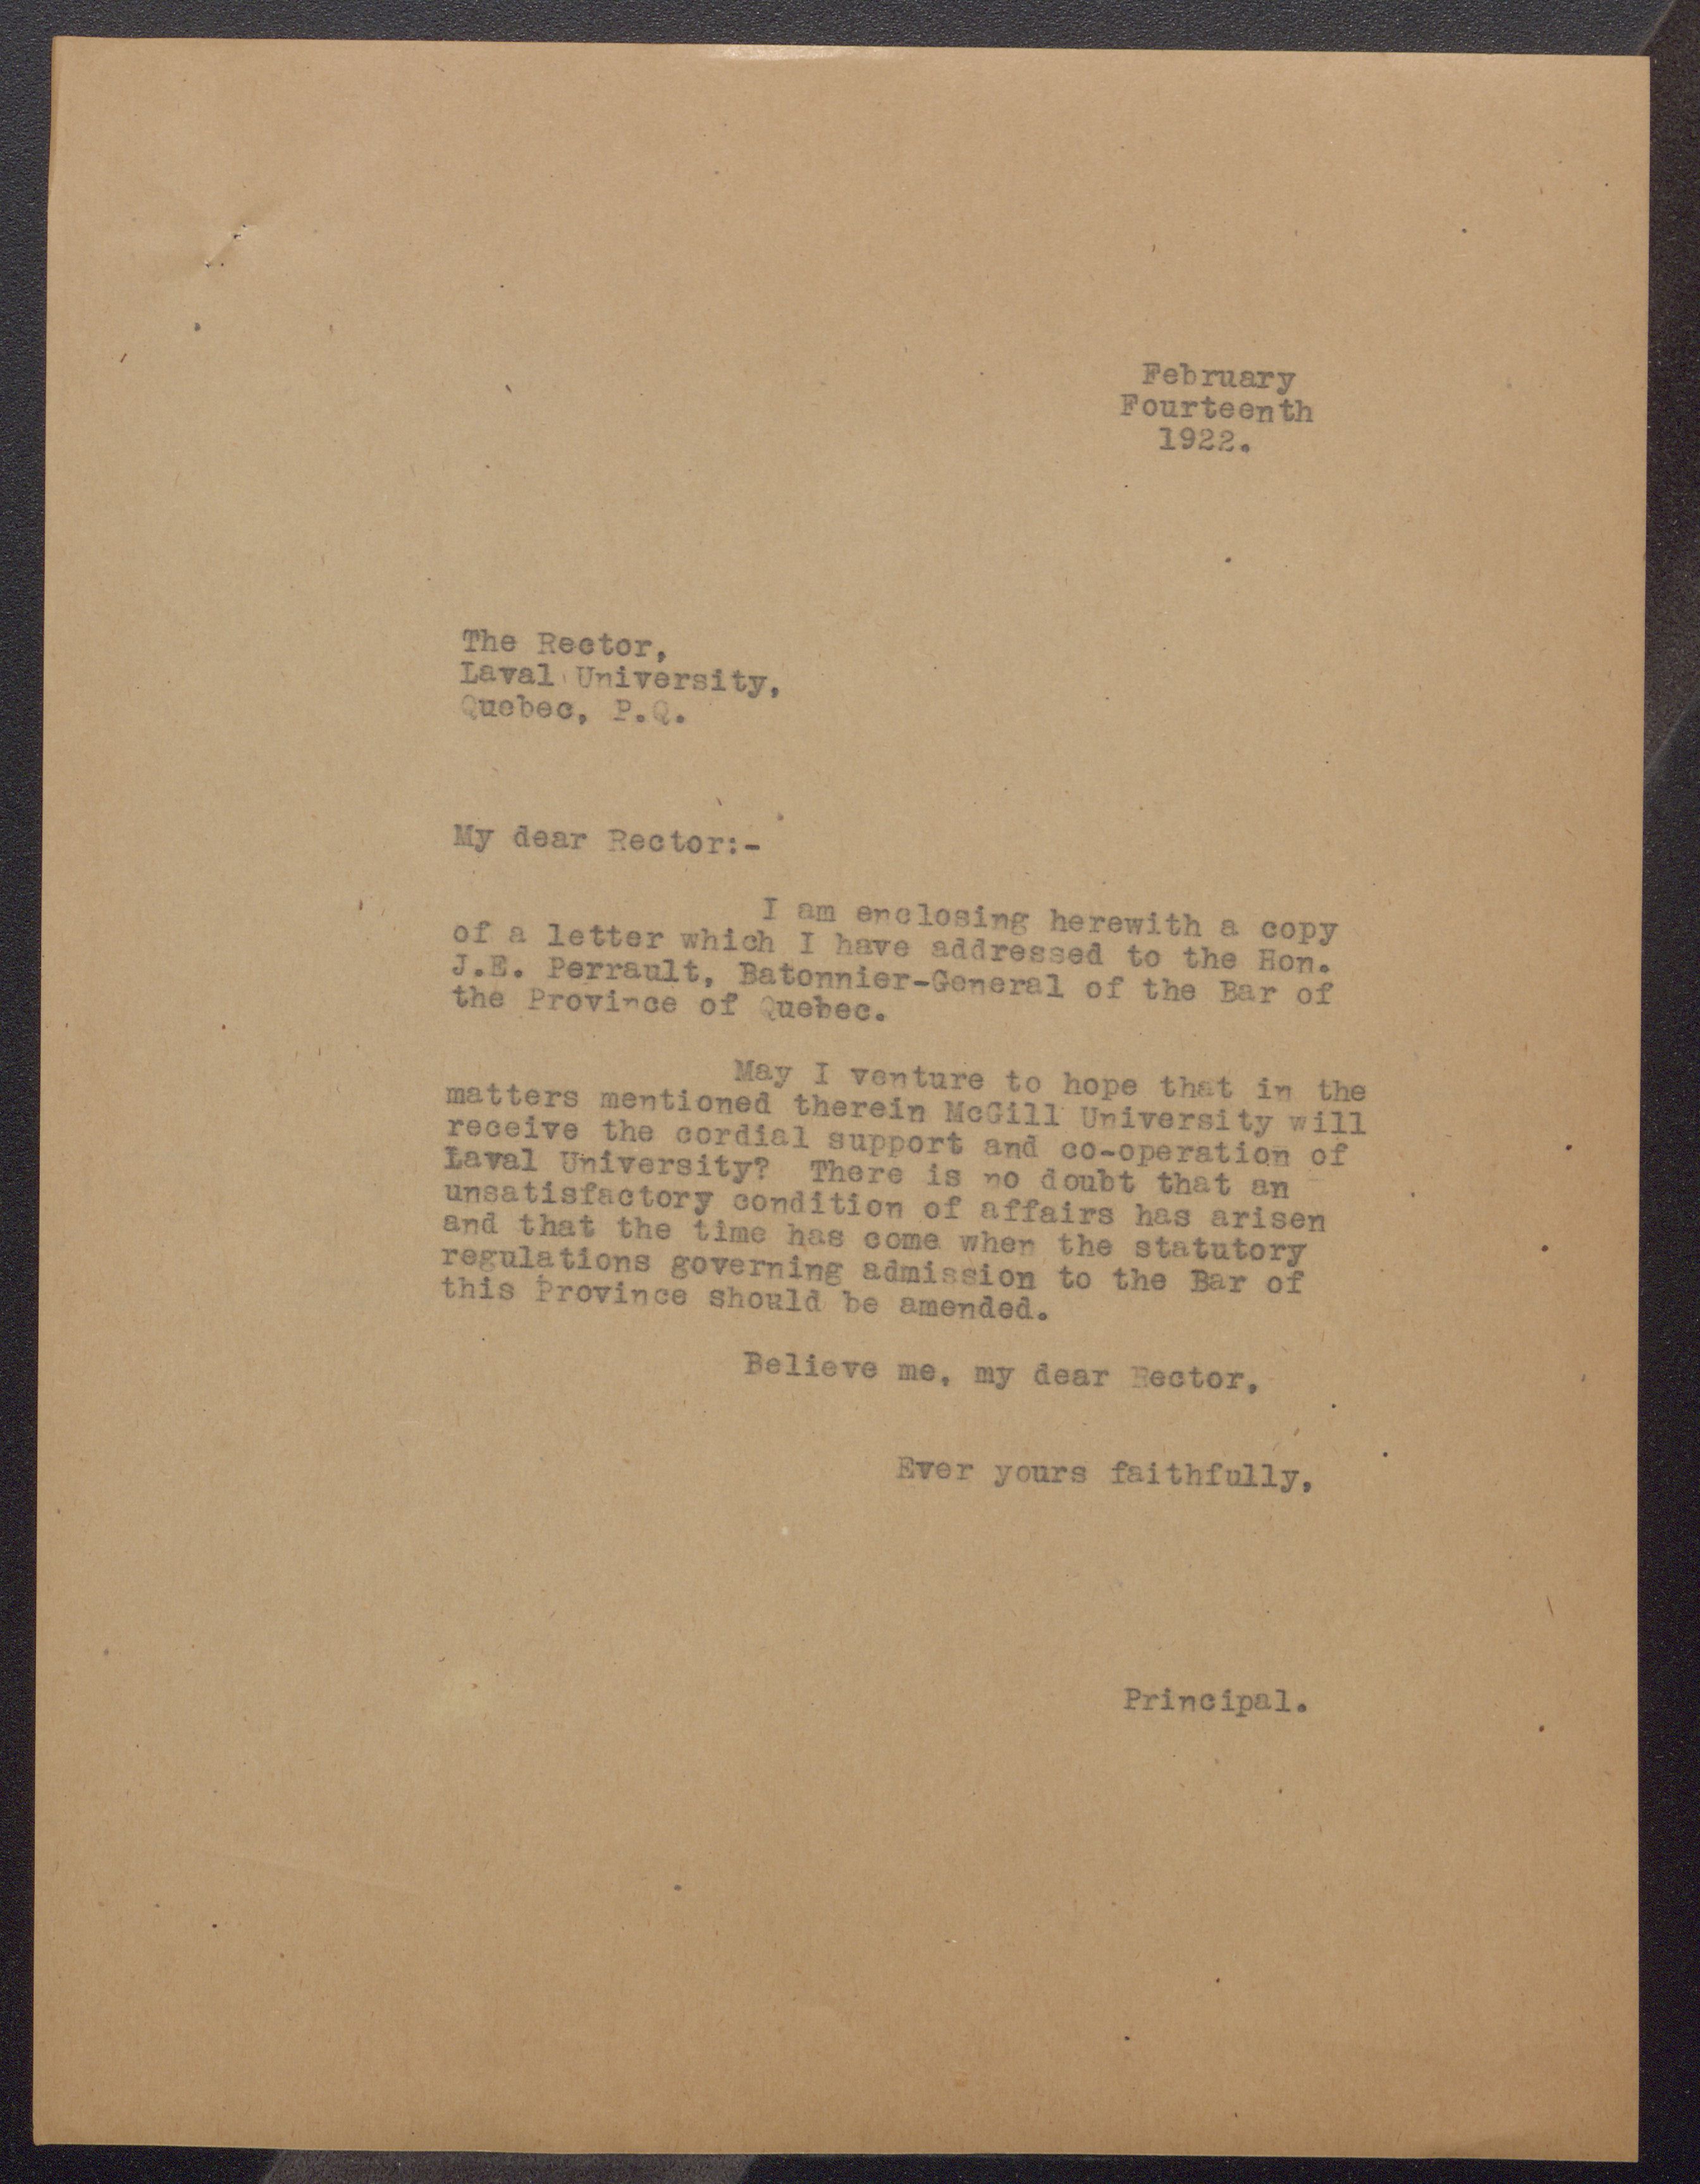 February
Fourteenth
1922.
The Rector,
Laval University,
Quebec, P.Q.
My dear Rector:-
I am enclosing herewith a copy
of a letter which I have addressed to the Hon.
J.E. Perrault, Batonnier-General of the Bar of
the Province of Quebec.
May I venture to hope that in the
matters mentioned therein McGill University will
receive the cordial support and co-operation of
Laval University? There is no doubt that an
unsatisfactory condition of affairs has arisen
and that the time has come when the statutory
regulations governing admission to the Bar of
this Province should be amended.
Believe me, my dear Rector,
Ever yours faithfully,
Principal.